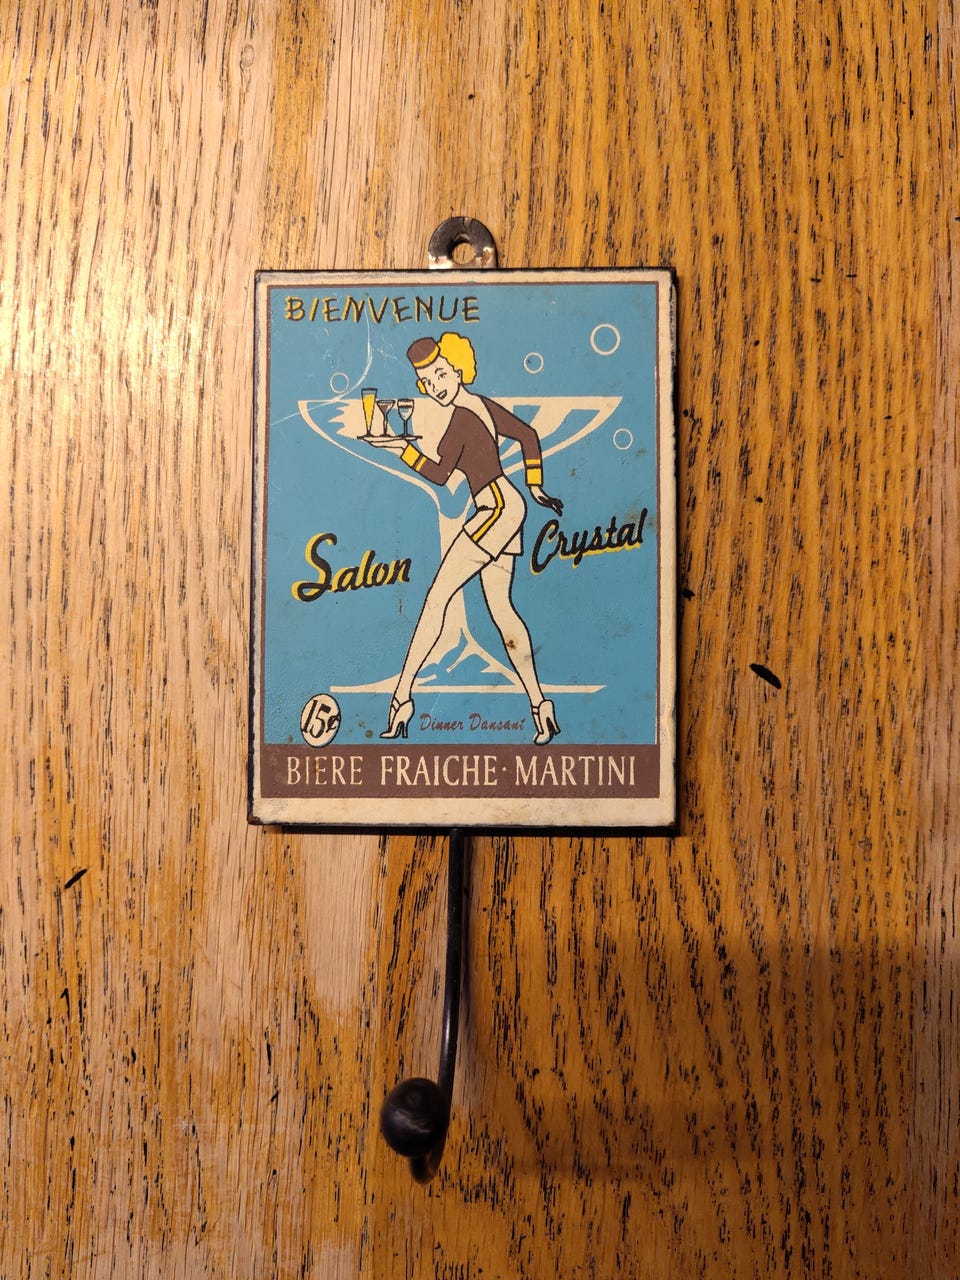 BIENVENUE
Salon Crystal
15¢
Dinner Dansant
BIERE FRAICHE · MARTINI